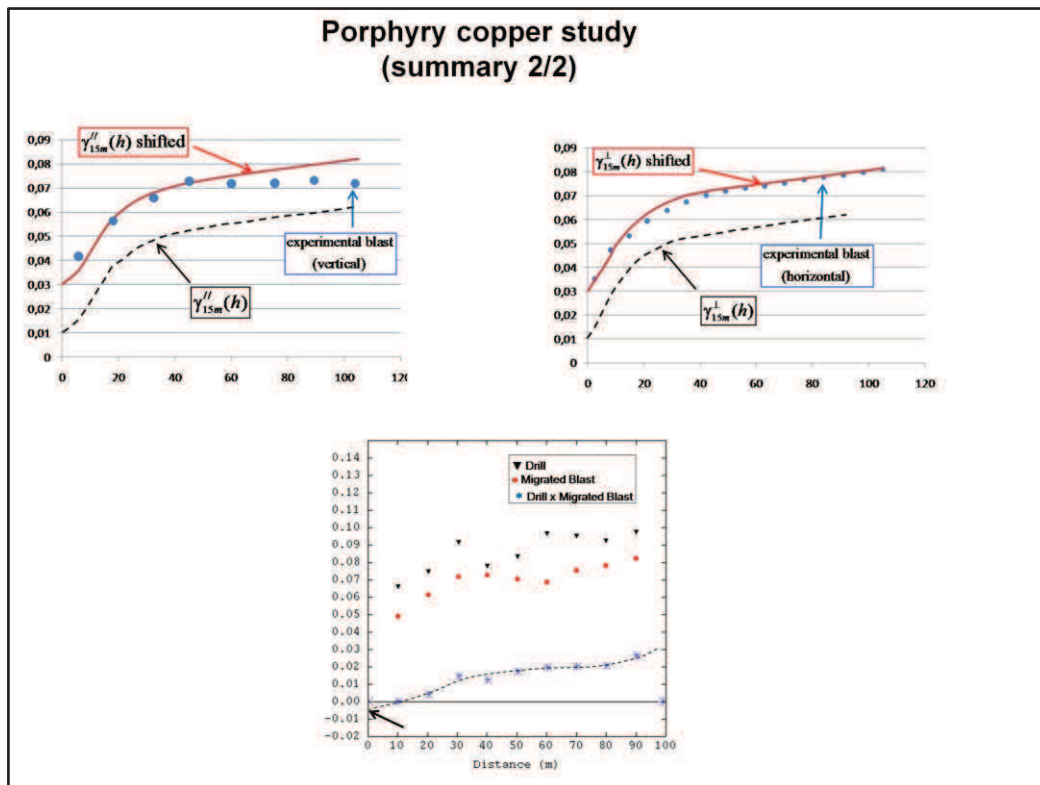 Porphyry copper study
(summary 2/2)
0,09
0,08
0,07
0,06
0,05
0,04
0,03
0,02
0,01
0
0 20 40 60 80 100 120
γ//15m(h) shifted
experimental blast
(vertical)
γ//15m(h)
0,09
0,08
0,07
0,06
0,05
0,04
0,03
0,02
0,01
0
0 20 40 60 80 100 120
γ⊥15m(h) shifted
experimental blast
(horizontal)
γ⊥15m(h)
0.14
0.13
0.12
0.11
0.10
0.09
0.08
0.07
0.06
0.05
0.04
0.03
0.02
0.01
0.00
-0.01
-0.02
0 10 20 30 40 50 60 70 80 90 100
Distance (m)
Drill
Migrated Blast
Drill x Migrated Blast